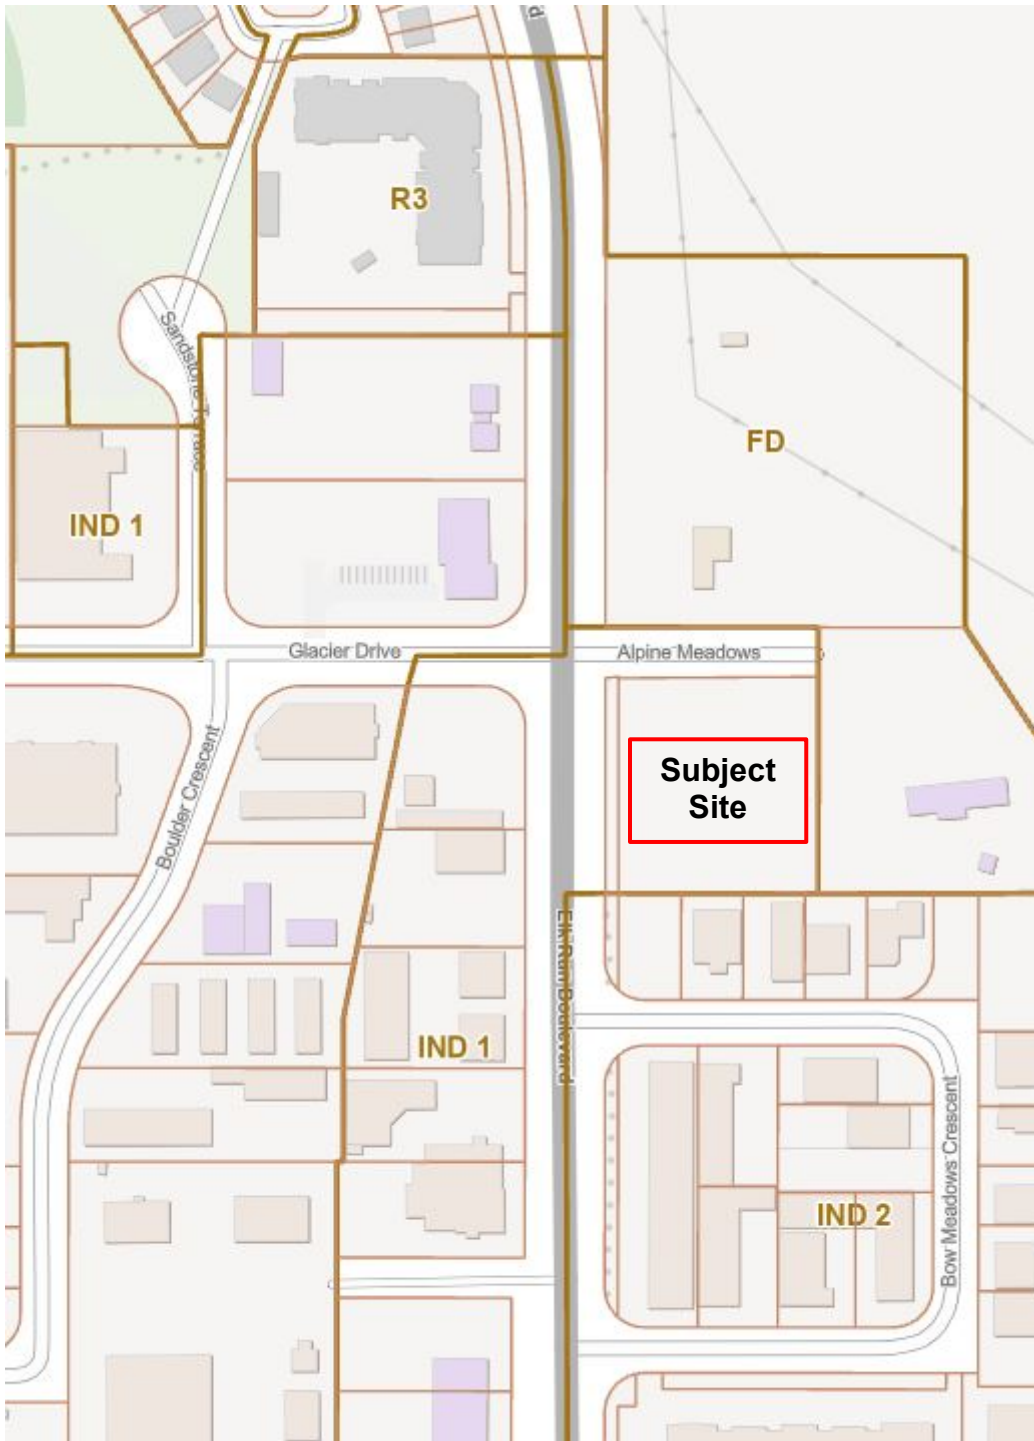 R3
Sandstone Terrace
FD
IND 1
Glacier Drive
Alpine Meadows
Boulder Crescent
Subject
Site
Elk Run Boulevard
IND 1
Bow Meadows Crescent
IND 2